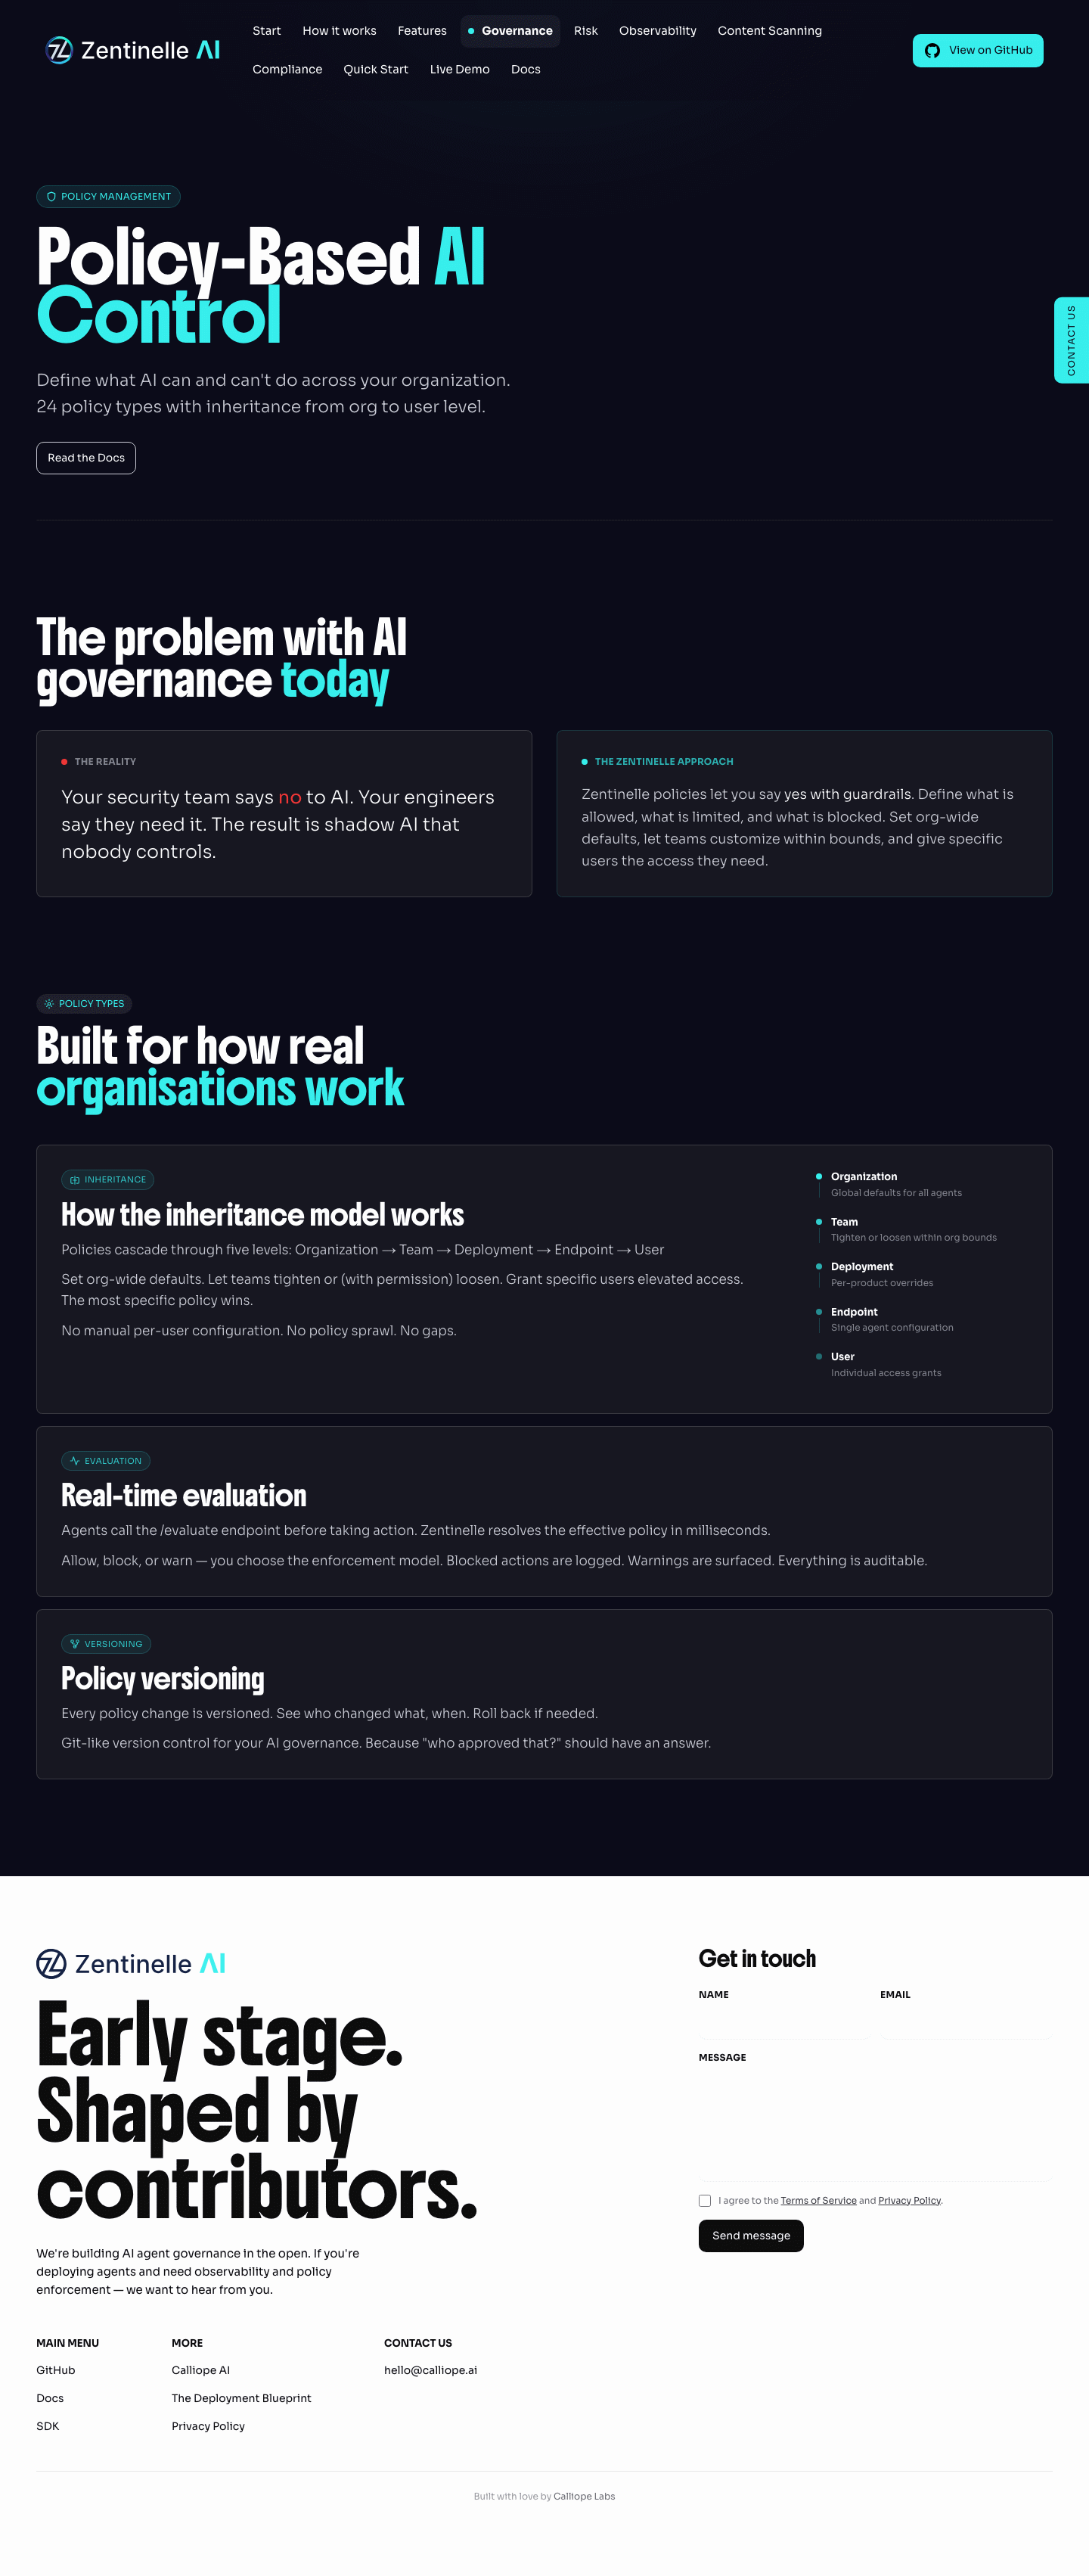 Zentinelle AI
Start
How it works
Features
Governance
Risk
Observability
Content Scanning
Compliance
Quick Start
Live Demo
Docs
View on GitHub
CONTACT US
POLICY MANAGEMENT
Policy-Based AI
Control
Define what AI can and can't do across your organization.
24 policy types with inheritance from org to user level.
Read the Docs
The problem with AI
governance today
THE REALITY
Your security team says no to AI. Your engineers
say they need it. The result is shadow AI that
nobody controls.
THE ZENTINELLE APPROACH
Zentinelle policies let you say yes with guardrails. Define what is
allowed, what is limited, and what is blocked. Set org-wide
defaults, let teams customize within bounds, and give specific
users the access they need.
POLICY TYPES
Built for how real
organisations work
INHERITANCE
How the inheritance model works
Policies cascade through five levels: Organization → Team → Deployment → Endpoint → User
Set org-wide defaults. Let teams tighten or (with permission) loosen. Grant specific users elevated access.
The most specific policy wins.
No manual per-user configuration. No policy sprawl. No gaps.
Organization
Global defaults for all agents
Team
Tighten or loosen within org bounds
Deployment
Per-product overrides
Endpoint
Single agent configuration
User
Individual access grants
EVALUATION
Real-time evaluation
Agents call the /evaluate endpoint before taking action. Zentinelle resolves the effective policy in milliseconds.
Allow, block, or warn — you choose the enforcement model. Blocked actions are logged. Warnings are surfaced. Everything is auditable.
VERSIONING
Policy versioning
Every policy change is versioned. See who changed what, when. Roll back if needed.
Git-like version control for your AI governance. Because "who approved that?" should have an answer.
Zentinelle AI
Early stage.
Shaped by
contributors.
We're building AI agent governance in the open. If you're
deploying agents and need observability and policy
enforcement — we want to hear from you.
Get in touch
NAME
EMAIL
MESSAGE
I agree to the Terms of Service and Privacy Policy.
Send message
MAIN MENU
GitHub
Docs
SDK
MORE
Calliope AI
The Deployment Blueprint
Privacy Policy
CONTACT US
hello@calliope.ai
Built with love by Calliope Labs